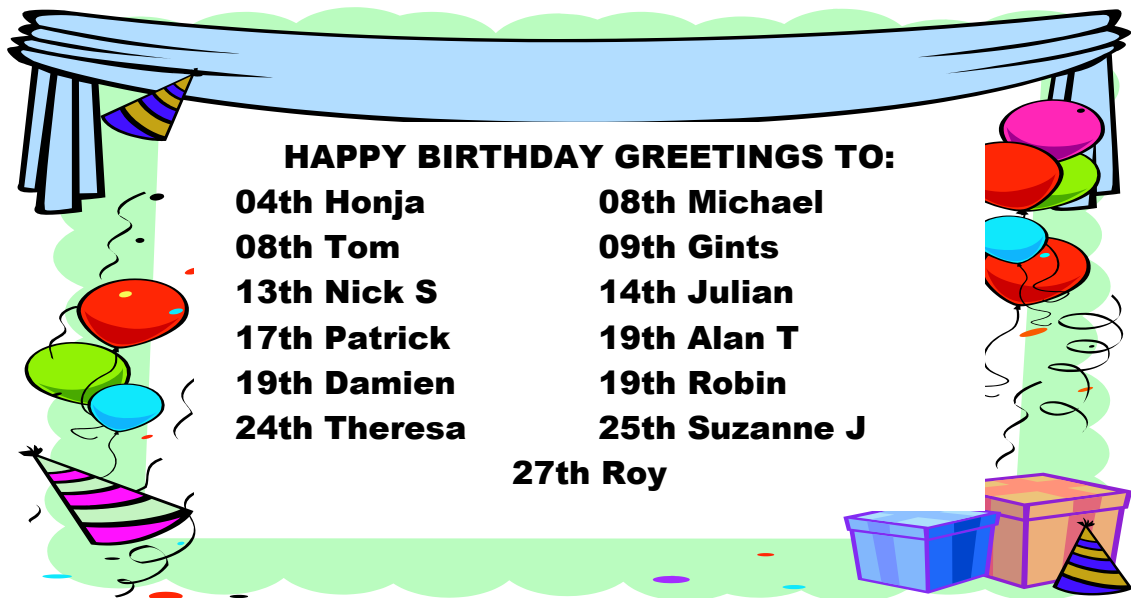 HAPPY BIRTHDAY GREETINGS TO:
04th Honja 08th Michael
08th Tom 09th Gints
13th Nick S 14th Julian
17th Patrick 19th Alan T
19th Damien 19th Robin
24th Theresa 25th Suzanne J
27th Roy